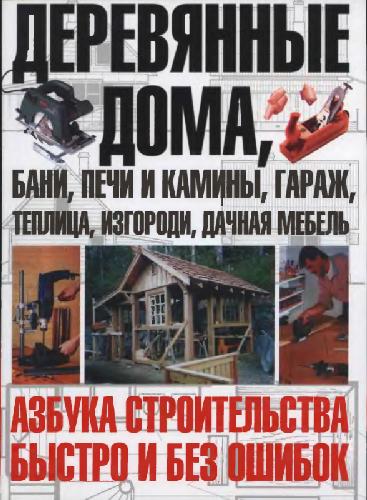 ДЕРЕВЯННЫЕ
ДОМА,
БАНИ, ПЕЧИ И КАМИНЫ, ГАРАЖ,
ТЕПЛИЦА, ИЗГОРОДИ, ДАЧНАЯ МЕБЕЛЬ
АЗБУКА СТРОИТЕЛЬСТВА
БЫСТРО И БЕЗ ОШИБОК